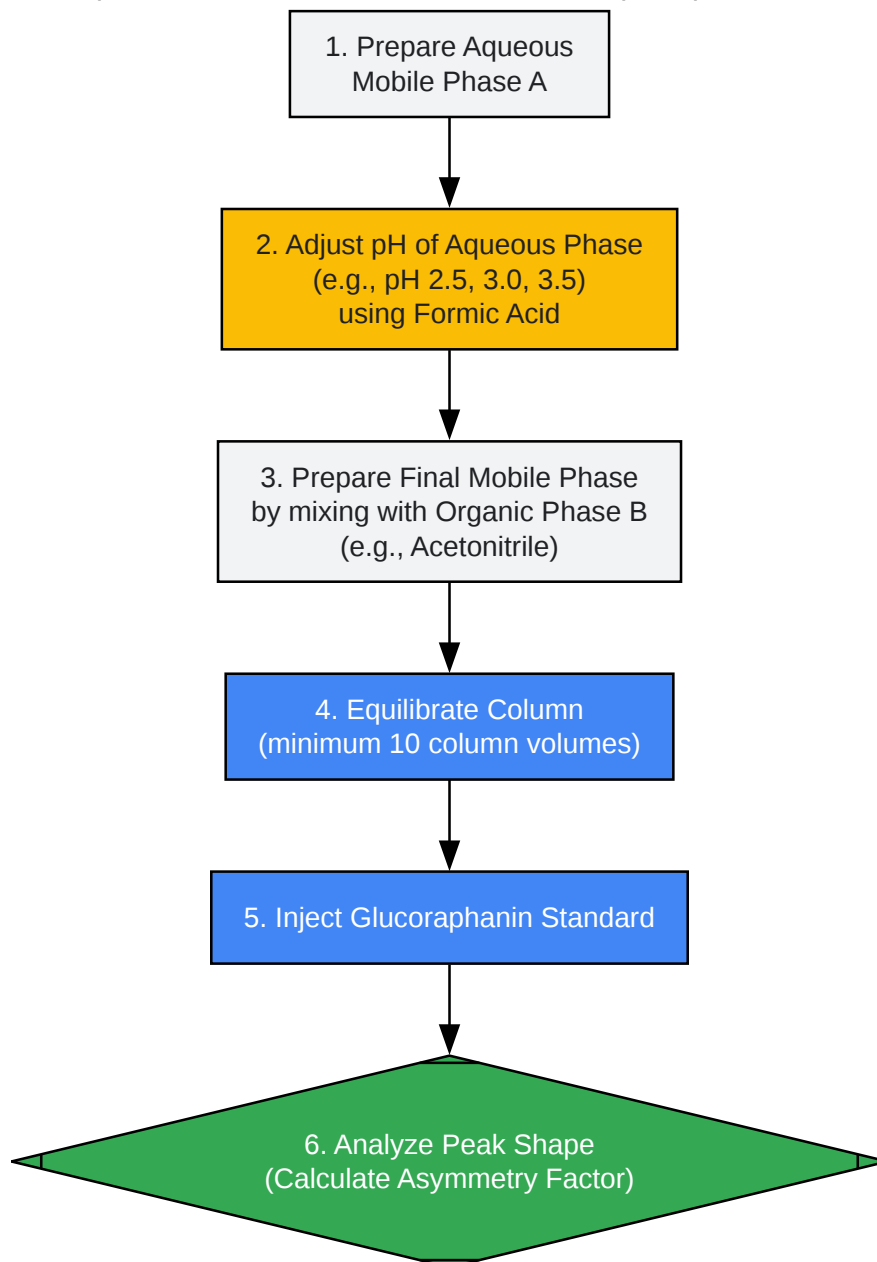 1. Prepare Aqueous
Mobile Phase A
2. Adjust pH of Aqueous Phase
(e.g., pH 2.5, 3.0, 3.5)
using Formic Acid
3. Prepare Final Mobile Phase
by mixing with Organic Phase B
(e.g., Acetonitrile)
4. Equilibrate Column
(minimum 10 column volumes)
5. Inject Glucoraphanin Standard
6. Analyze Peak Shape
(Calculate Asymmetry Factor)